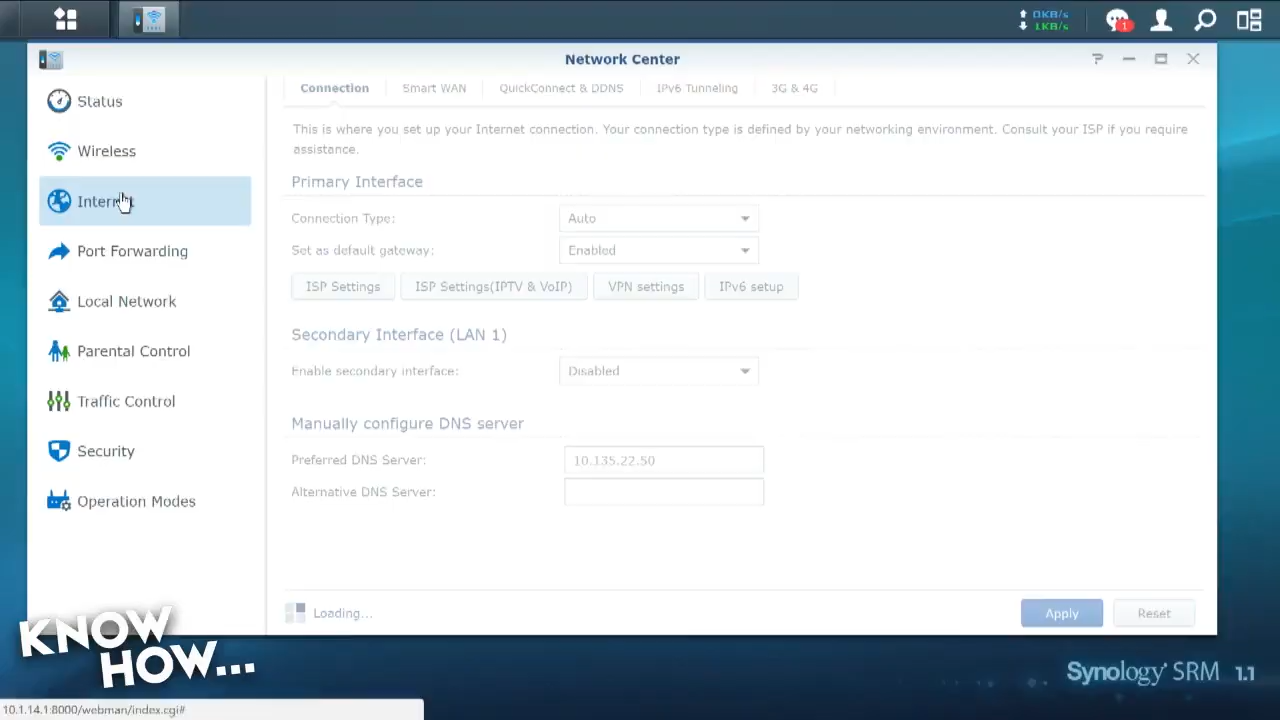 0KB/s
1KB/s
1
Network Center
Status
Wireless
Internet
Port Forwarding
Local Network
Parental Control
Traffic Control
Security
Operation Modes
Connection
Smart WAN
QuickConnect & DDNS
IPv6 Tunneling
3G & 4G
This is where you set up your Internet connection. Your connection type is defined by your networking environment. Consult your ISP if you require
assistance.
Primary Interface
Connection Type: Auto
Set as default gateway: Enabled
ISP Settings ISP Settings(IPTV & VoIP) VPN settings IPv6 setup
Secondary Interface (LAN 1)
Enable secondary interface: Disabled
Manually configure DNS server
Preferred DNS Server: 10.135.22.50
Alternative DNS Server:
Loading...
Apply Reset
KNOW
HOW...
Synology SRM 1.1
10.1.14.1:8000/webman/index.cgi#